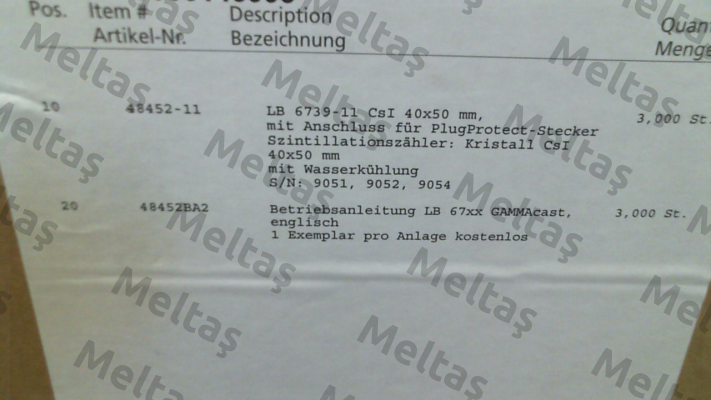 Pos. Item # Description Quan
Artikel-Nr. Bezeichnung Menge
10 48452-11 LB 6739-11 CsI 40x50 mm, 3,000 St.
mit Anschluss für PlugProtect-Stecker
Szintillationszähler: Kristall CsI
40x50 mm
mit Wasserkühlung
S/N: 9051, 9052, 9054
20 48452BA2 Betriebsanleitung LB 67xx GAMMAcast, 3,000 St.
englisch
1 Exemplar pro Anlage kostenlos
Meltaş